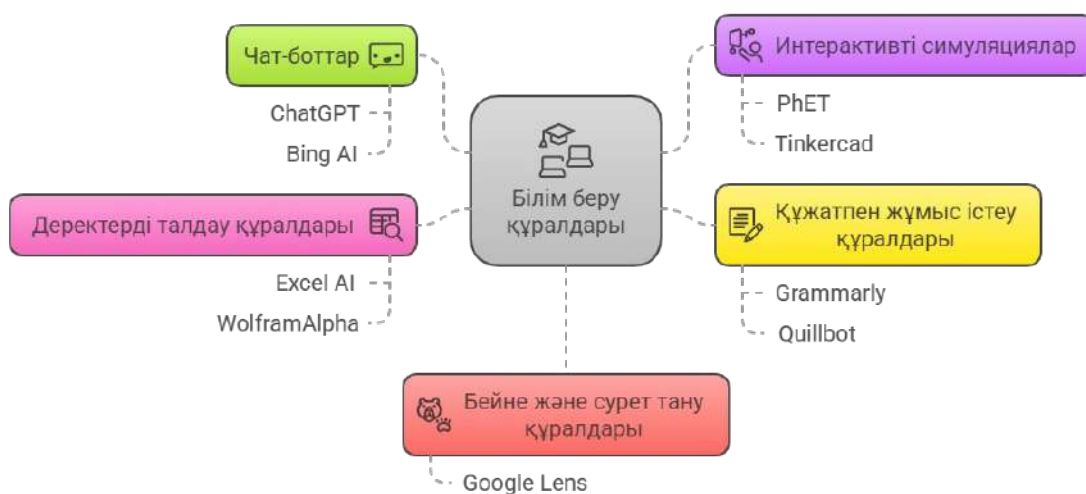 Чат-боттар
ChatGPT
Bing AI
Деректерді талдау құралдары
Excel AI
WolframAlpha
Білім беру
құралдары
Интерактивті симуляциялар
PhET
Tinkercad
Құжатпен жұмыс істеу
құралдары
Grammarly
Quillbot
Бейне және сурет тану
құралдары
Google Lens